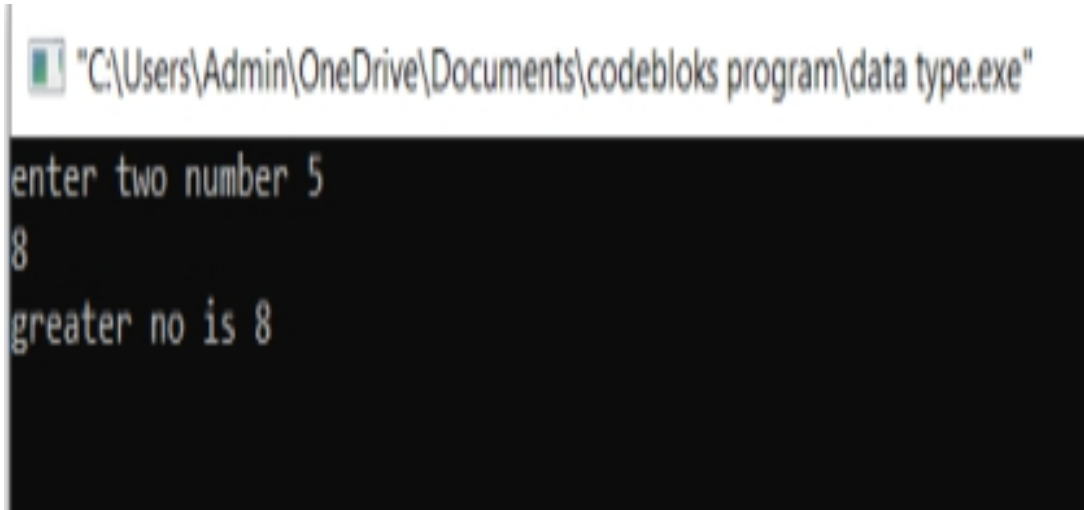 "C:\Users\Admin\OneDrive\Documents\codebloks program\data type.exe"
enter two number 5
8
greater no is 8